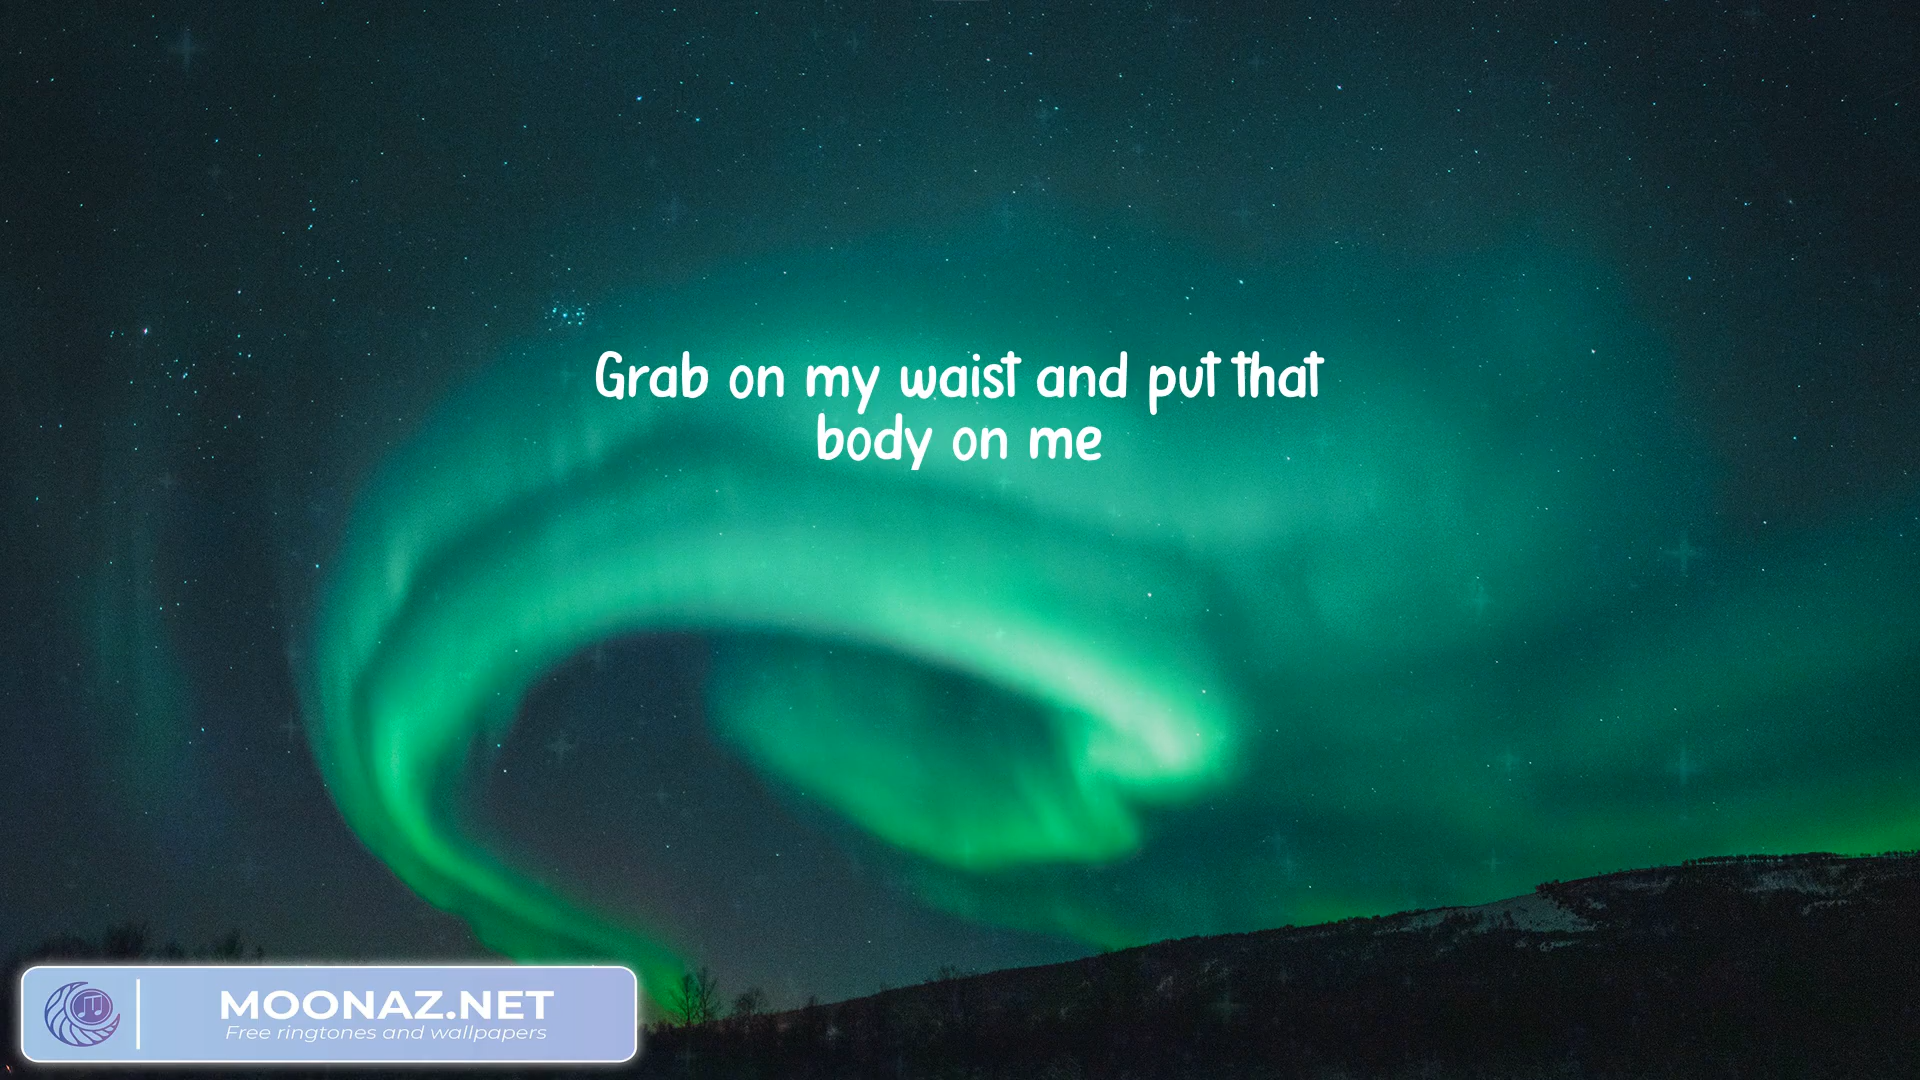 Grab on my waist and put that
body on me
MOONAZ.NET
Free ringtones and wallpapers